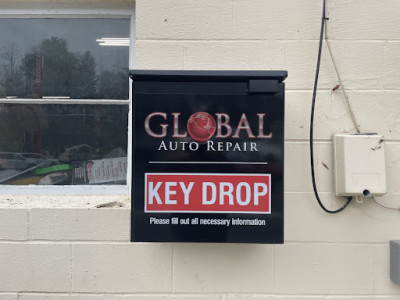 GLOBAL
AUTO REPAIR
KEY DROP
Please fill out all necessary information